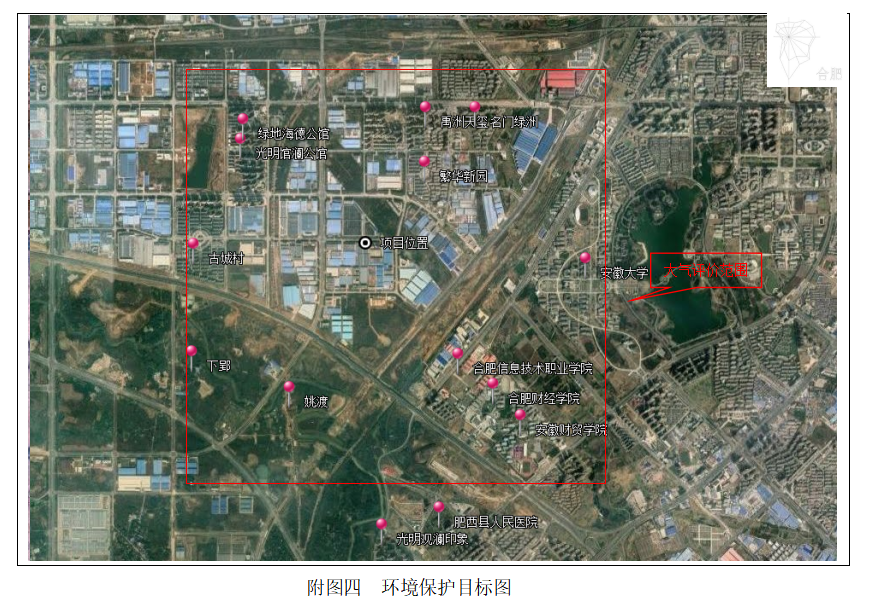 合肥
禹洲天玺·名门绿洲
绿地海德公馆
光明馆澜公馆
繁华新园
项目位置
古城村
安徽大学
下郢
合肥信息技术职业学院
姚渡
合肥财经学院
安徽财贸学院
肥西县人民医院
光明观澜印象
附图四 环境保护目标图